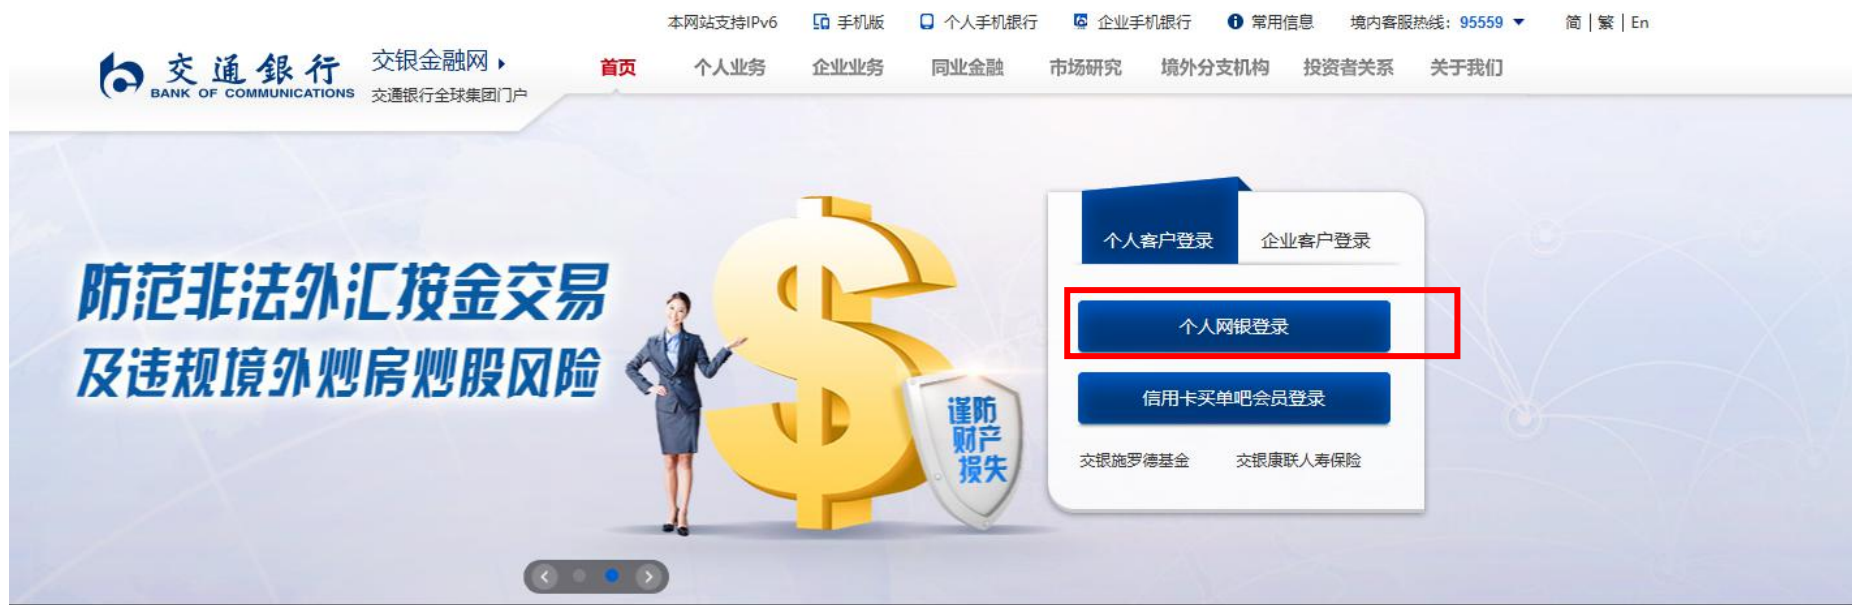 本网站支持IPv6 手机版 个人手机银行 企业手机银行 常用信息 境内客服热线：95559 简 | 繁 | En
交通銀行 交银金融网
BANK OF COMMUNICATIONS 交通银行全球集团门户
首页 个人业务 企业业务 同业金融 市场研究 境外分支机构 投资者关系 关于我们
防范非法外汇按金交易
及违规境外炒房炒股风险
谨防
财产
损失
个人客户登录 企业客户登录
个人网银登录
信用卡买单吧会员登录
交银施罗德基金 交银康联人寿保险